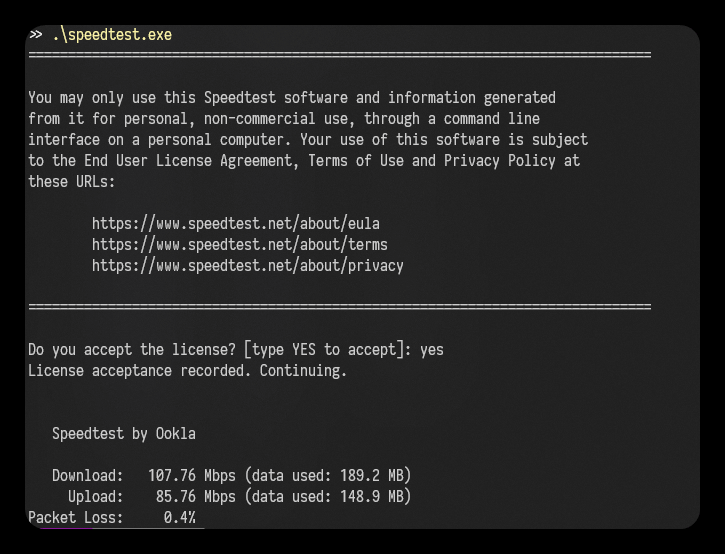 >> .\speedtest.exe
==============================================================================
You may only use this Speedtest software and information generated
from it for personal, non-commercial use, through a command line
interface on a personal computer. Your use of this software is subject
to the End User License Agreement, Terms of Use and Privacy Policy at
these URLs:
https://www.speedtest.net/about/eula
https://www.speedtest.net/about/terms
https://www.speedtest.net/about/privacy
==============================================================================
Do you accept the license? [type YES to accept]: yes
License acceptance recorded. Continuing.
Speedtest by Ookla
Download: 107.76 Mbps (data used: 189.2 MB)
Upload: 85.76 Mbps (data used: 148.9 MB)
Packet Loss: 0.4%